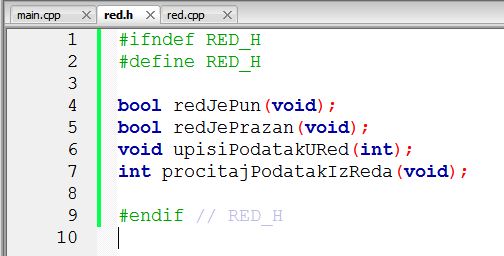 main.cpp red.h red.cpp
1 #ifndef RED_H
2 #define RED_H
3
4 bool redJePun(void);
5 bool redJePrazan(void);
6 void upisiPodatakURed(int);
7 int procitajPodatakIzReda(void);
8
9 #endif // RED_H
10